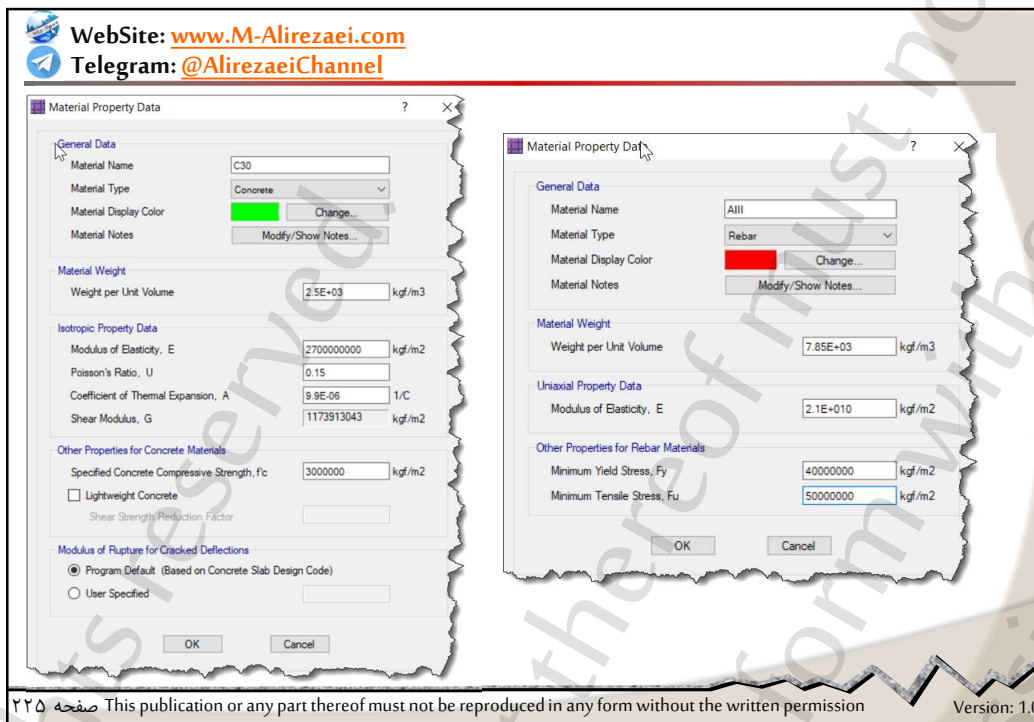 WebSite: www.M-Alirezaei.com
Telegram: @AlirezaeiChannel
Material Property Data ? ×
General Data
Material Name C30
Material Type Concrete
Material Display Color Change...
Material Notes Modify/Show Notes...
Material Weight
Weight per Unit Volume 2.5E+03 kgf/m3
Isotropic Property Data
Modulus of Elasticity, E 2700000000 kgf/m2
Poisson's Ratio, U 0.15
Coefficient of Thermal Expansion, A 9.9E-06 1/C
Shear Modulus, G 1173913043 kgf/m2
Other Properties for Concrete Materials
Specified Concrete Compressive Strength, f'c 3000000 kgf/m2
Lightweight Concrete
Shear Strength Reduction Factor
Modulus of Rupture for Cracked Deflections
Program Default (Based on Concrete Slab Design Code)
User Specified
OK Cancel
Material Property Data ? ×
General Data
Material Name AIII
Material Type Rebar
Material Display Color Change...
Material Notes Modify/Show Notes...
Material Weight
Weight per Unit Volume 7.85E+03 kgf/m3
Uniaxial Property Data
Modulus of Elasticity, E 2.1E+010 kgf/m2
Other Properties for Rebar Materials
Minimum Yield Stress, Fy 40000000 kgf/m2
Minimum Tensile Stress, Fu 50000000 kgf/m2
OK Cancel
صفحه ۲۲۵ This publication or any part thereof must not be reproduced in any form without the written permission Version: 1.0